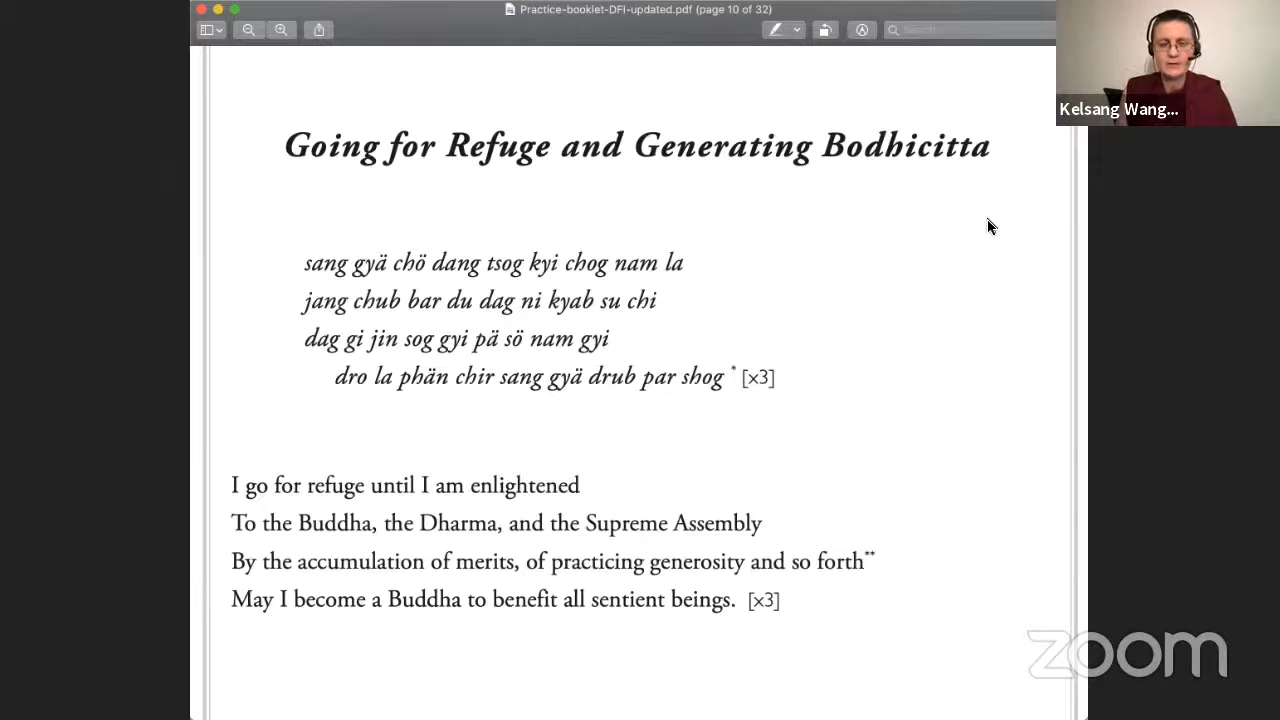 Practice-booklet-DFI-updated.pdf (page 10 of 32)
Search
Kelsang Wang...
Going for Refuge and Generating Bodhicitta
sang gyä chö dang tsog kyi chog nam la
jang chub bar du dag ni kyab su chi
dag gi jin sog gyi pä sö nam gyi
dro la phän chir sang gyä drub par shog * [x3]
I go for refuge until I am enlightened
To the Buddha, the Dharma, and the Supreme Assembly
By the accumulation of merits, of practicing generosity and so forth**
May I become a Buddha to benefit all sentient beings. [x3]
zoom